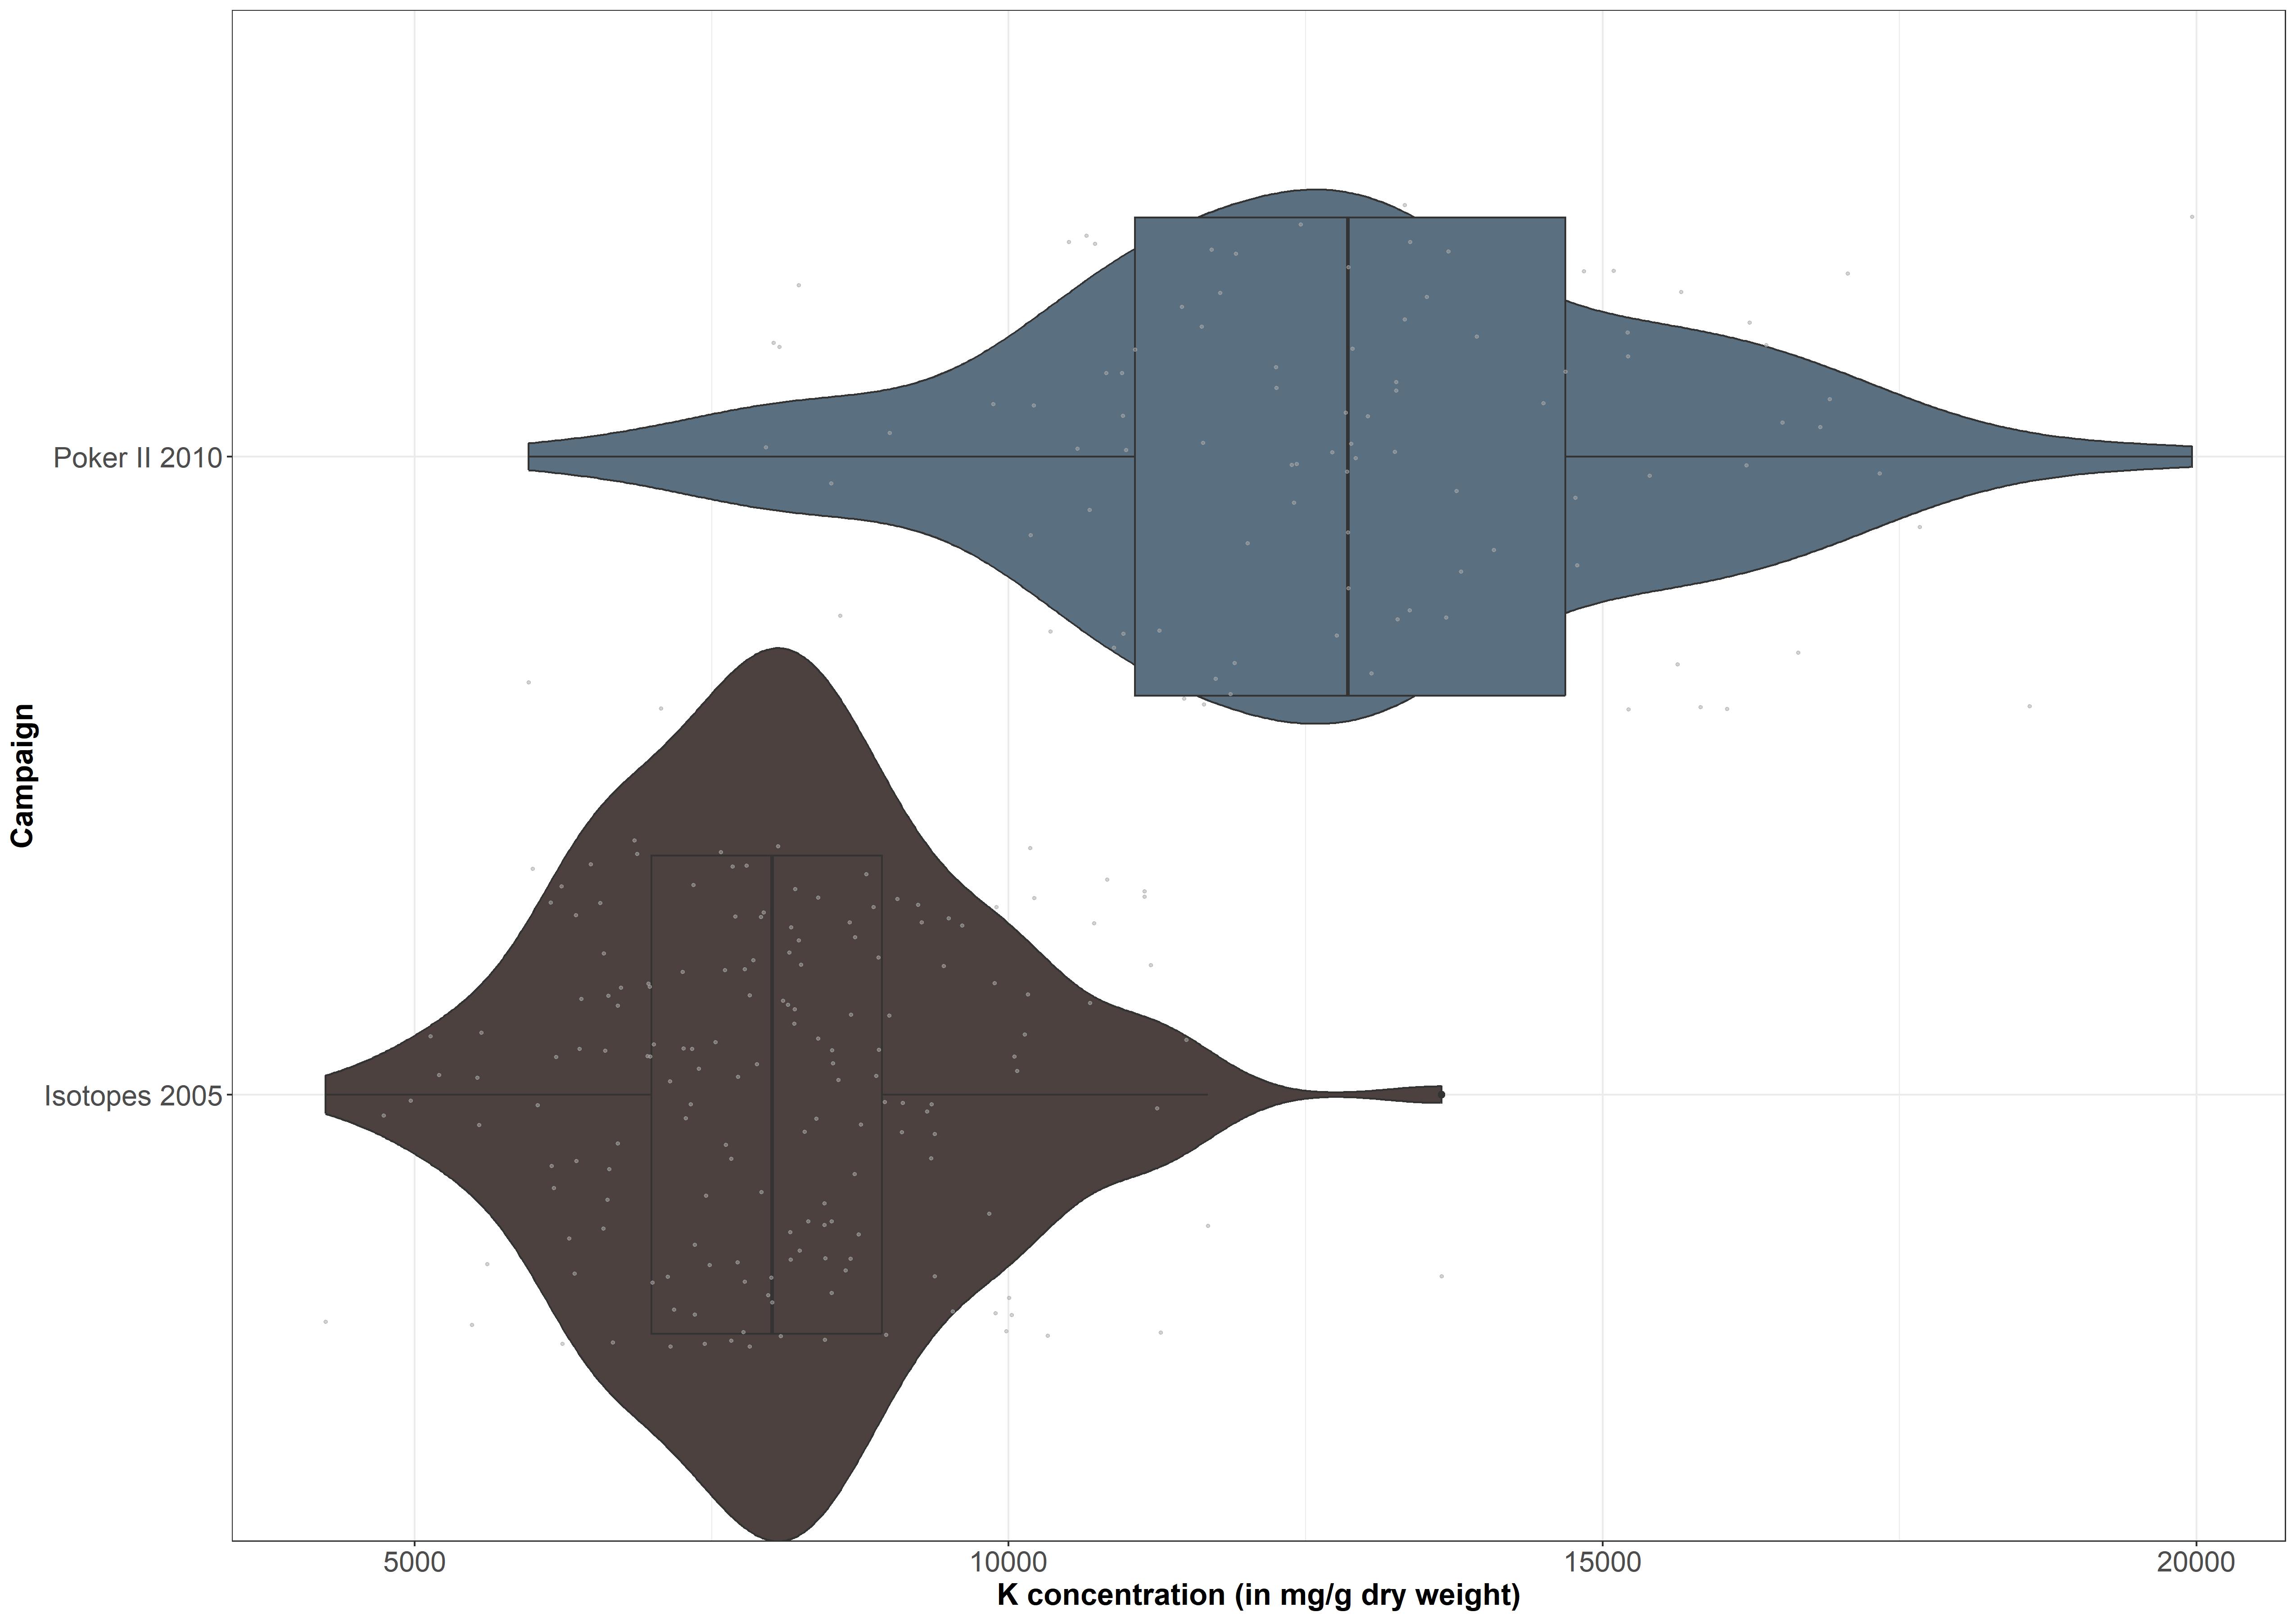 Campaign
Poker II 2010
Isotopes 2005
5000 10000 15000 20000
K concentration (in mg/g dry weight)